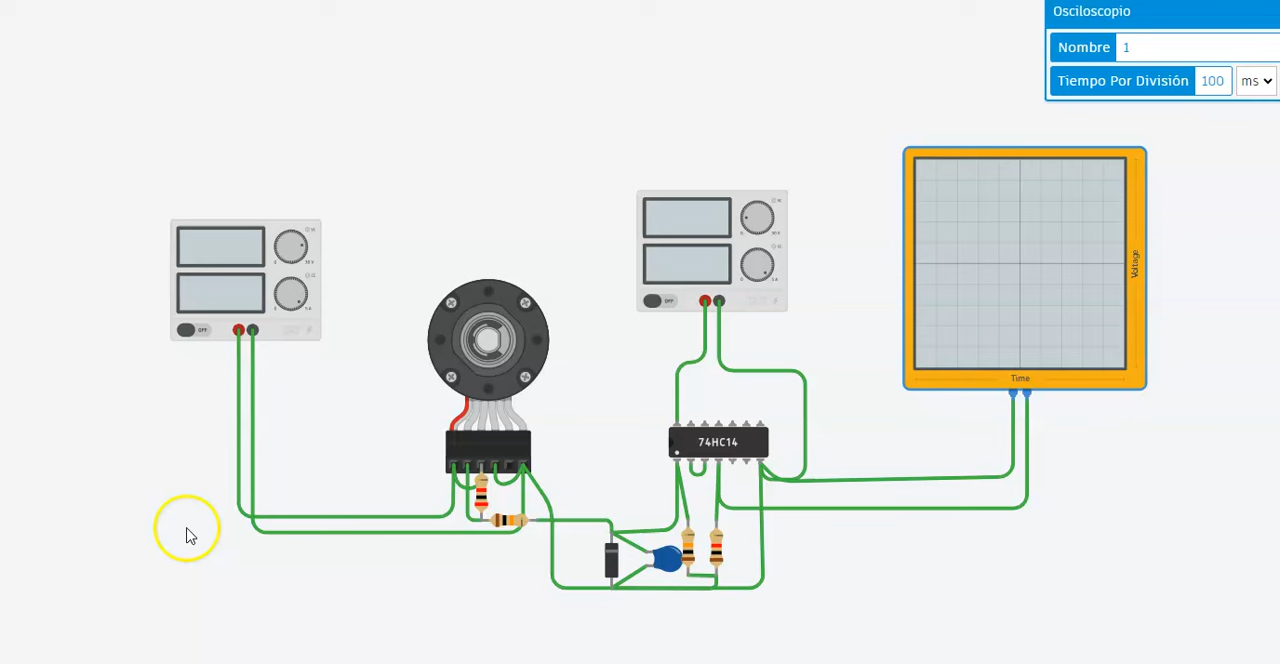 Osciloscopio
Nombre 1
Tiempo Por División 100 ms
Voltage
Time
OFF
OFF
74HC14